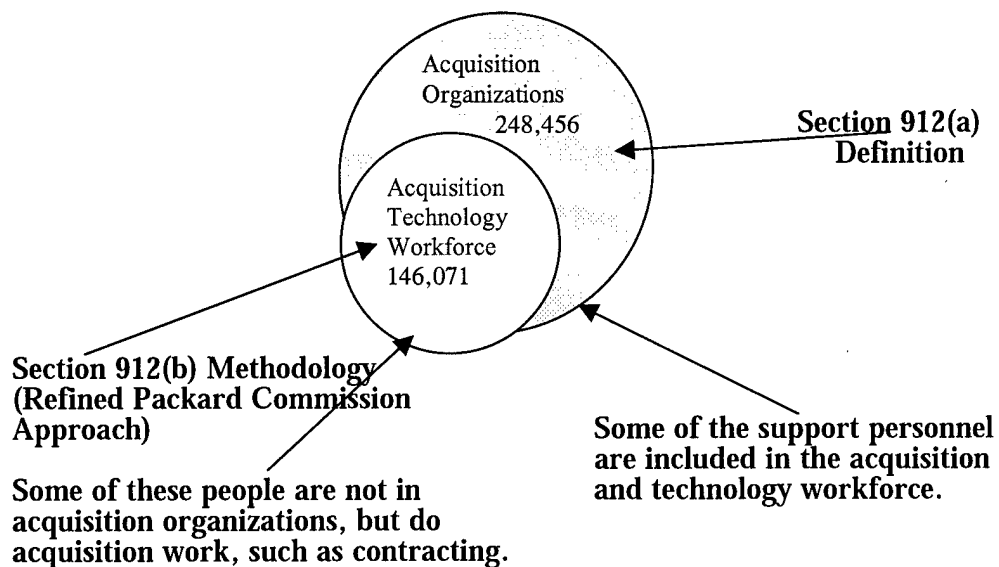 Acquisition
Organizations
248,456
Section 912(a)
Definition
Acquisition
Technology
Workforce
146,071
Section 912(b) Methodology
(Refined Packard Commission
Approach)
Some of the support personnel
are included in the acquisition
and technology workforce.
Some of these people are not in
acquisition organizations, but do
acquisition work, such as contracting.